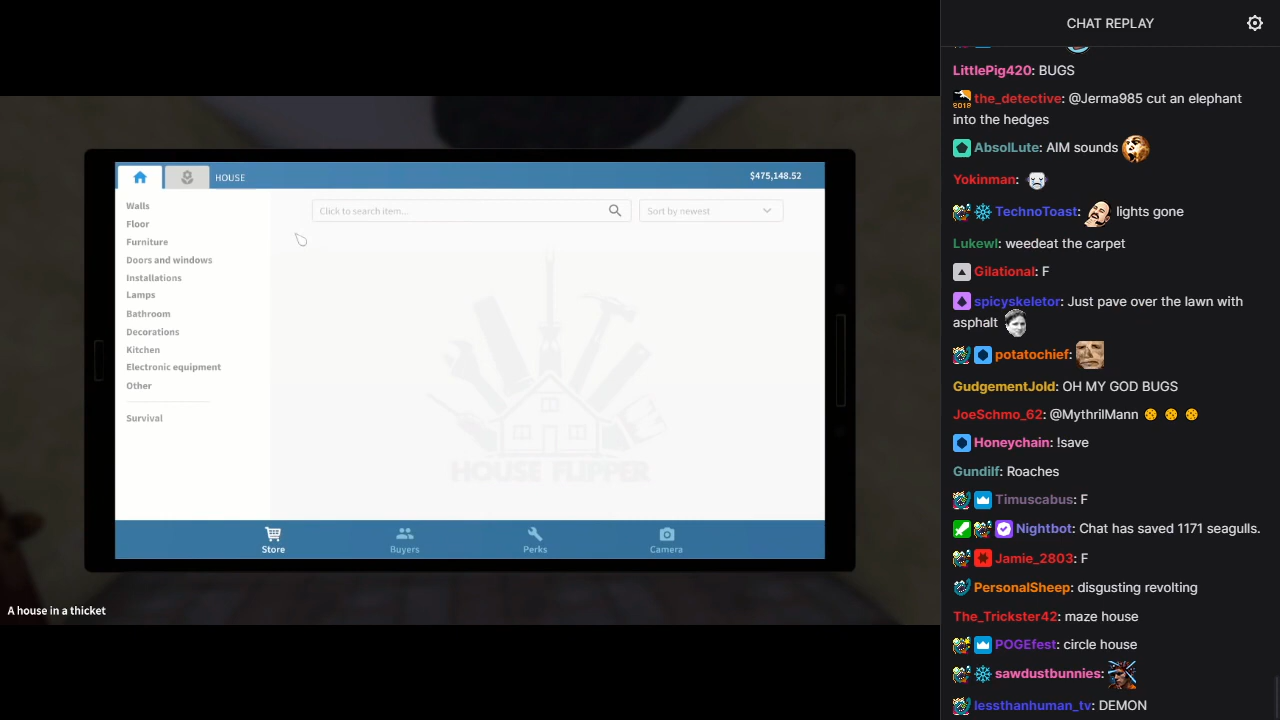 HOUSE
$475,148.52
Walls
Floor
Furniture
Doors and windows
Installations
Lamps
Bathroom
Decorations
Kitchen
Electronic equipment
Other
Survival
Click to search item...
Sort by newest
HOUSE FLIPPER
Store
Buyers
Perks
Camera
A house in a thicket
CHAT REPLAY
LittlePig420: BUGS
the_detective: @Jerma985 cut an elephant
into the hedges
AbsolLute: AIM sounds
Yokinman:
TechnoToast: lights gone
Lukewl: weedeat the carpet
Gilational: F
spicyskeletor: Just pave over the lawn with
asphalt
potatochief:
GudgementJold: OH MY GOD BUGS
JoeSchmo_62: @MythrilMann
Honeychain: !save
Gundilf: Roaches
Timuscabus: F
Nightbot: Chat has saved 1171 seagulls.
Jamie_2803: F
PersonalSheep: disgusting revolting
The_Trickster42: maze house
POGEfest: circle house
sawdustbunnies:
lessthanhuman_tv: DEMON